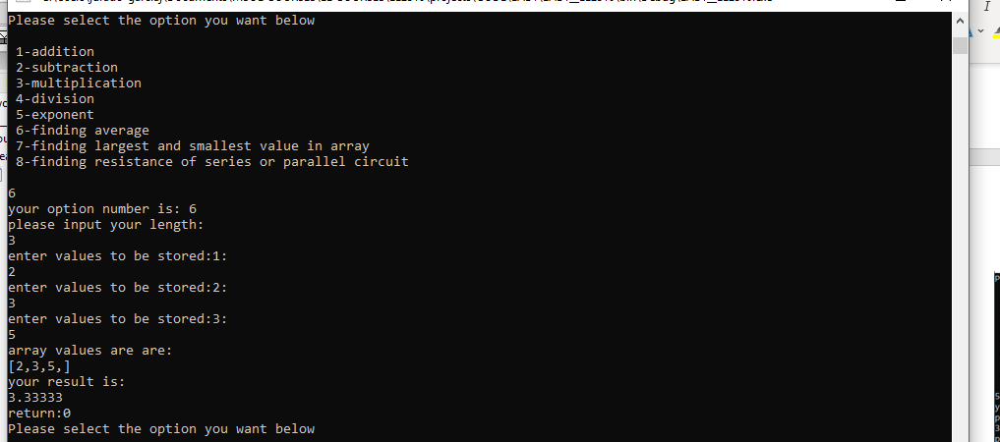 Please select the option you want below
1-addition
2-subtraction
3-multiplication
4-division
5-exponent
6-finding average
7-finding largest and smallest value in array
8-finding resistance of series or parallel circuit
6
your option number is: 6
please input your length:
3
enter values to be stored:1:
2
enter values to be stored:2:
3
enter values to be stored:3:
5
array values are are:
[2,3,5,]
your result is:
3.33333
return:0
Please select the option you want below